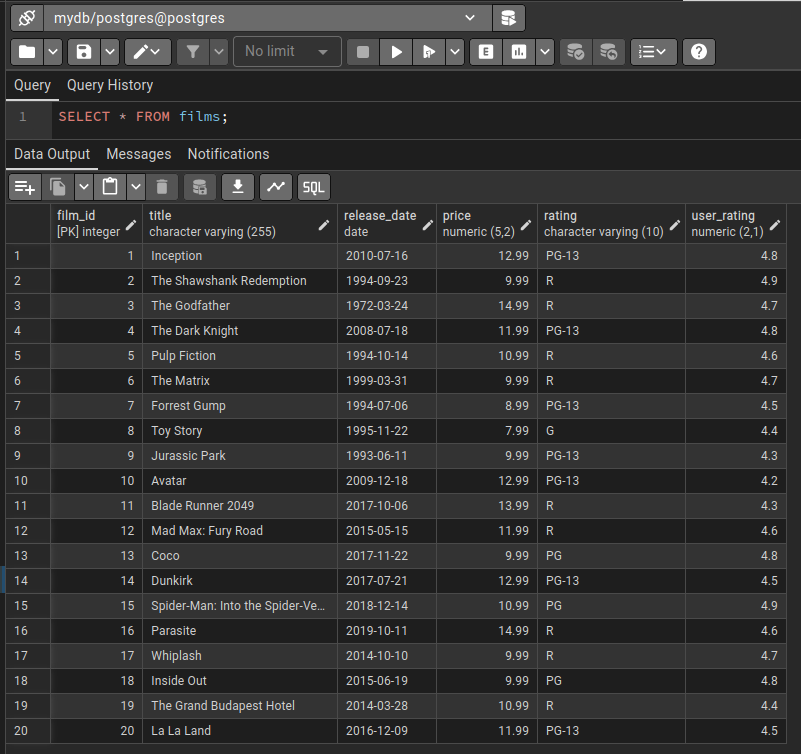 mydb/postgres@postgres
No limit
Query Query History
1 SELECT * FROM films;
Data Output Messages Notifications
SQL
film_id title release_date price rating user_rating
[PK] integer character varying (255) date numeric (5,2) character varying (10) numeric (2,1)
1 1 Inception 2010-07-16 12.99 PG-13 4.8
2 2 The Shawshank Redemption 1994-09-23 9.99 R 4.9
3 3 The Godfather 1972-03-24 14.99 R 4.7
4 4 The Dark Knight 2008-07-18 11.99 PG-13 4.8
5 5 Pulp Fiction 1994-10-14 10.99 R 4.6
6 6 The Matrix 1999-03-31 9.99 R 4.7
7 7 Forrest Gump 1994-07-06 8.99 PG-13 4.5
8 8 Toy Story 1995-11-22 7.99 G 4.4
9 9 Jurassic Park 1993-06-11 9.99 PG-13 4.3
10 10 Avatar 2009-12-18 12.99 PG-13 4.2
11 11 Blade Runner 2049 2017-10-06 13.99 R 4.3
12 12 Mad Max: Fury Road 2015-05-15 11.99 R 4.6
13 13 Coco 2017-11-22 9.99 PG 4.8
14 14 Dunkirk 2017-07-21 12.99 PG-13 4.5
15 15 Spider-Man: Into the Spider-Ve... 2018-12-14 10.99 PG 4.9
16 16 Parasite 2019-10-11 14.99 R 4.6
17 17 Whiplash 2014-10-10 9.99 R 4.7
18 18 Inside Out 2015-06-19 9.99 PG 4.8
19 19 The Grand Budapest Hotel 2014-03-28 10.99 R 4.4
20 20 La La Land 2016-12-09 11.99 PG-13 4.5